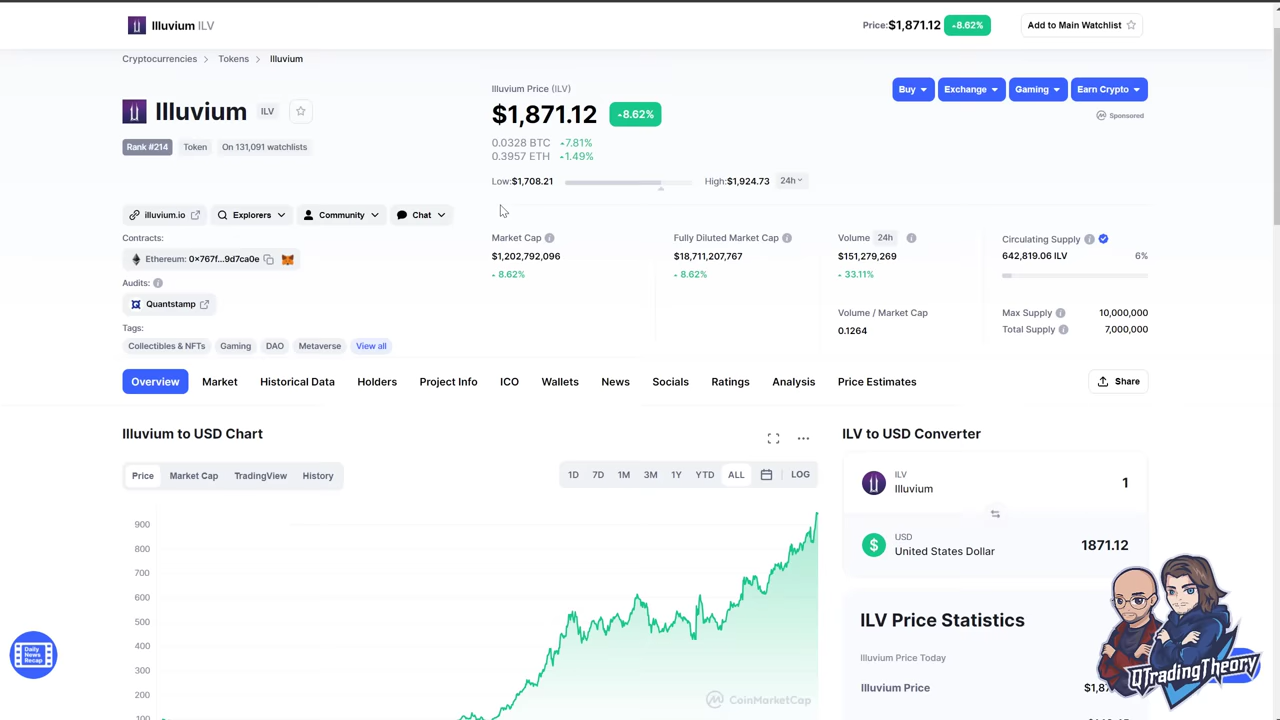 Illuvium ILV
Price:$1,871.12 8.62%
Add to Main Watchlist
Cryptocurrencies > Tokens > Illuvium
Illuvium ILV
Rank #214 Token On 131,091 watchlists
Illuvium Price (ILV)
$1,871.12 8.62%
0.0328 BTC 7.81%
0.3957 ETH 1.49%
Low:$1,708.21 High:$1,924.73 24h
Buy Exchange Gaming Earn Crypto
Sponsored
illuvium.io Explorers Community Chat
Contracts:
Ethereum: 0x767f...9d7ca0e
Audits:
Quantstamp
Tags:
Collectibles & NFTs Gaming DAO Metaverse View all
Market Cap
$1,202,792,096
8.62%
Fully Diluted Market Cap
$18,711,207,767
8.62%
Volume 24h
$151,279,269
33.11%
Volume / Market Cap
0.1264
Circulating Supply
642,819.06 ILV 6%
Max Supply 10,000,000
Total Supply 7,000,000
Overview Market Historical Data Holders Project Info ICO Wallets News Socials Ratings Analysis Price Estimates Share
Illuvium to USD Chart
Price Market Cap TradingView History
1D 7D 1M 3M 1Y YTD ALL LOG
900
800
700
600
500
400
300
200
100
CoinMarketCap
ILV to USD Converter
ILV
Illuvium 1
USD
United States Dollar 1871.12
ILV Price Statistics
Illuvium Price Today
Illuvium Price
Daily
News
Recap
QTradingTheory